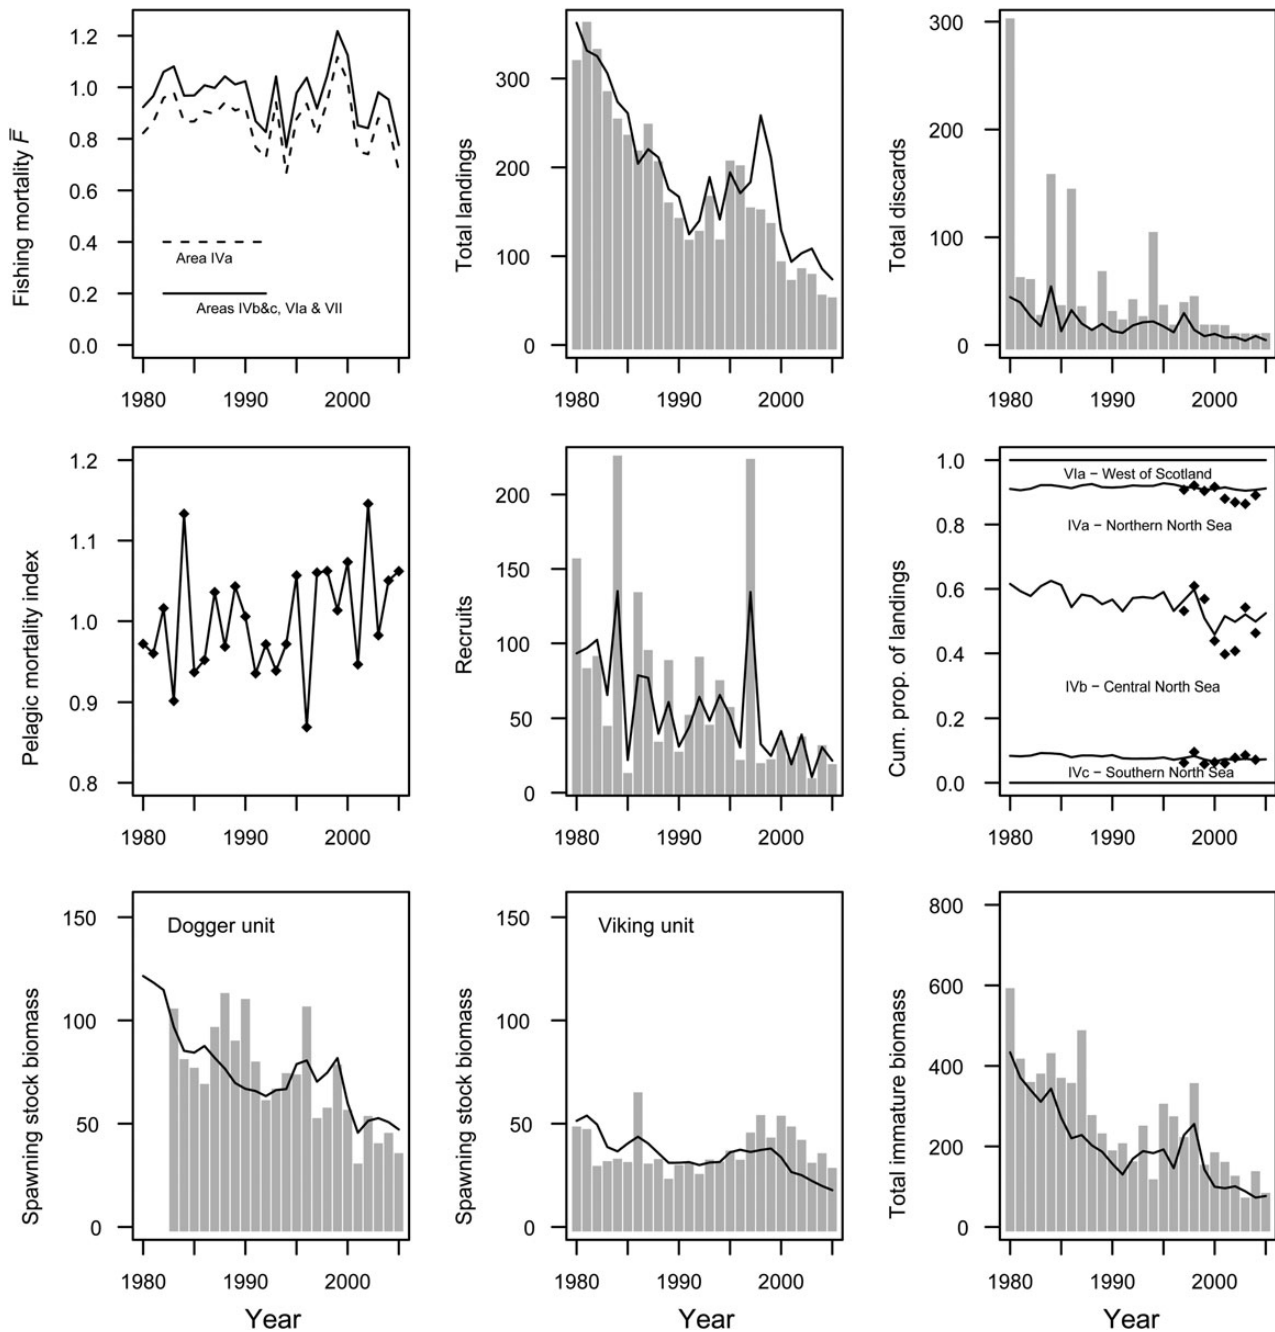 Fishing mortality F̅
1.2
1.0
0.8
0.6
0.4
0.2
0.0
Area IVa
Areas IVb&c, VIa & VII
1980 1990 2000
Total landings
300
200
100
0
1980 1990 2000
Total discards
300
200
100
0
1980 1990 2000
Pelagic mortality index
1.2
1.1
1.0
0.9
0.8
1980 1990 2000
Recruits
200
150
100
50
0
1980 1990 2000
Cum. prop. of landings
1.0
0.8
0.6
0.4
0.2
0.0
VIa − West of Scotland
IVa − Northern North Sea
IVb − Central North Sea
IVc − Southern North Sea
1980 1990 2000
Spawning stock biomass
150
100
50
0
Dogger unit
1980 1990 2000
Year
Spawning stock biomass
150
100
50
0
Viking unit
1980 1990 2000
Year
Total immature biomass
800
600
400
200
0
1980 1990 2000
Year